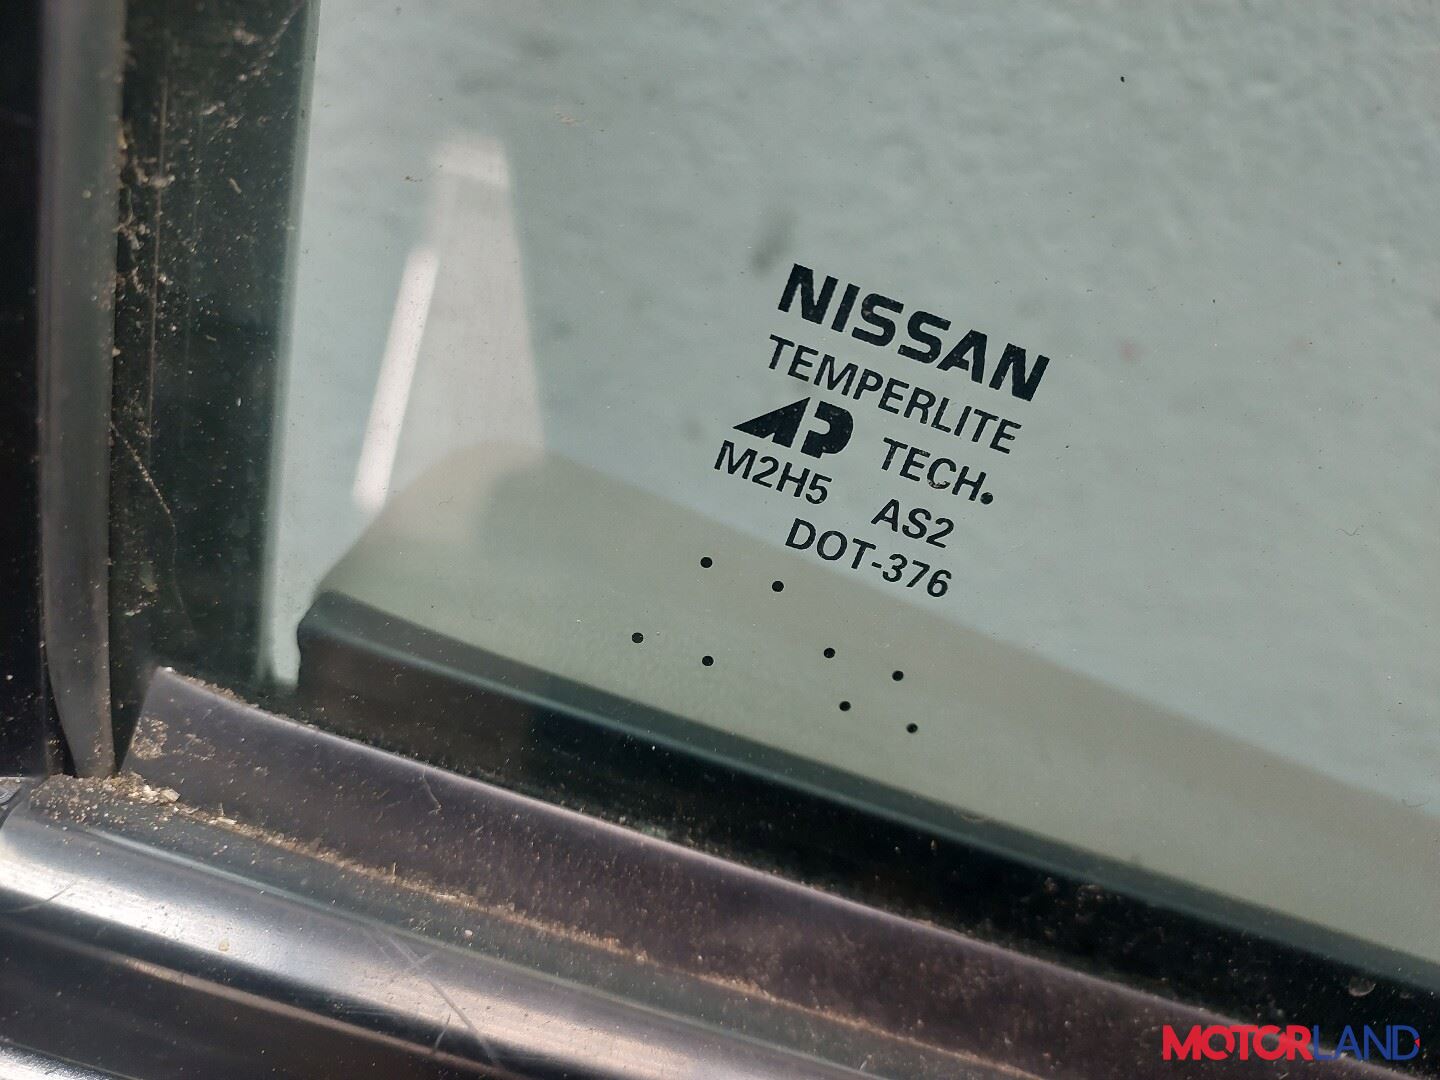 NISSAN
TEMPERLITE
AP TECH.
M2H5 AS2
DOT-376
MOTORLAND